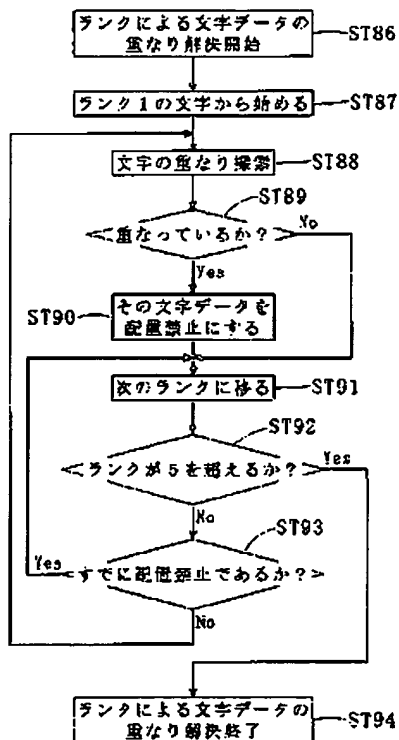 ランクによる文字データの
重なり解決開始
ST86
ランク1の文字から始める
ST87
文字の重なり探索
ST88
ST89
重なっているか?
No
Yes
その文字データを
配置禁止にする
ST90
次のランクに移る
ST91
ST92
ランクが5を超えるか?
Yes
No
ST93
すでに配置禁止であるか?
Yes
No
ランクによる文字データの
重なり解決終了
ST94